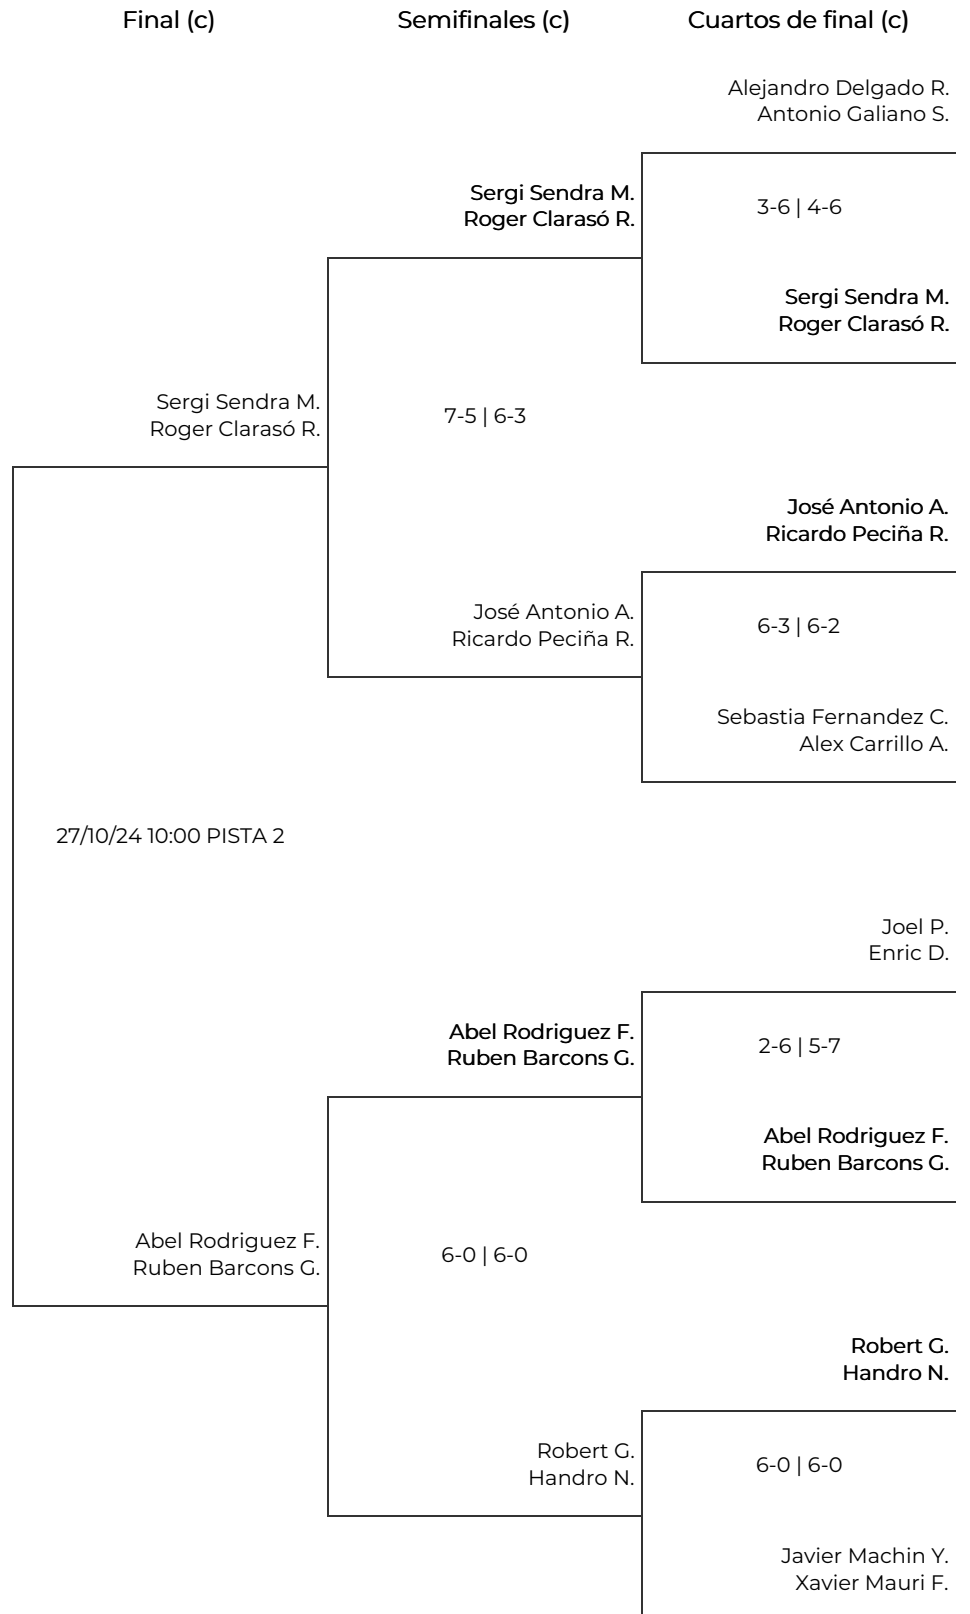 Final (c)
Semifinales (c)
Cuartos de final (c)
Alejandro Delgado R.
Antonio Galiano S.
Sergi Sendra M.
Roger Clarasó R.
3-6 | 4-6
Sergi Sendra M.
Roger Clarasó R.
Sergi Sendra M.
Roger Clarasó R.
7-5 | 6-3
José Antonio A.
Ricardo Peciña R.
José Antonio A.
Ricardo Peciña R.
6-3 | 6-2
Sebastia Fernandez C.
Alex Carrillo A.
27/10/24 10:00 PISTA 2
Joel P.
Enric D.
Abel Rodriguez F.
Ruben Barcons G.
2-6 | 5-7
Abel Rodriguez F.
Ruben Barcons G.
Abel Rodriguez F.
Ruben Barcons G.
6-0 | 6-0
Robert G.
Handro N.
Robert G.
Handro N.
6-0 | 6-0
Javier Machin Y.
Xavier Mauri F.